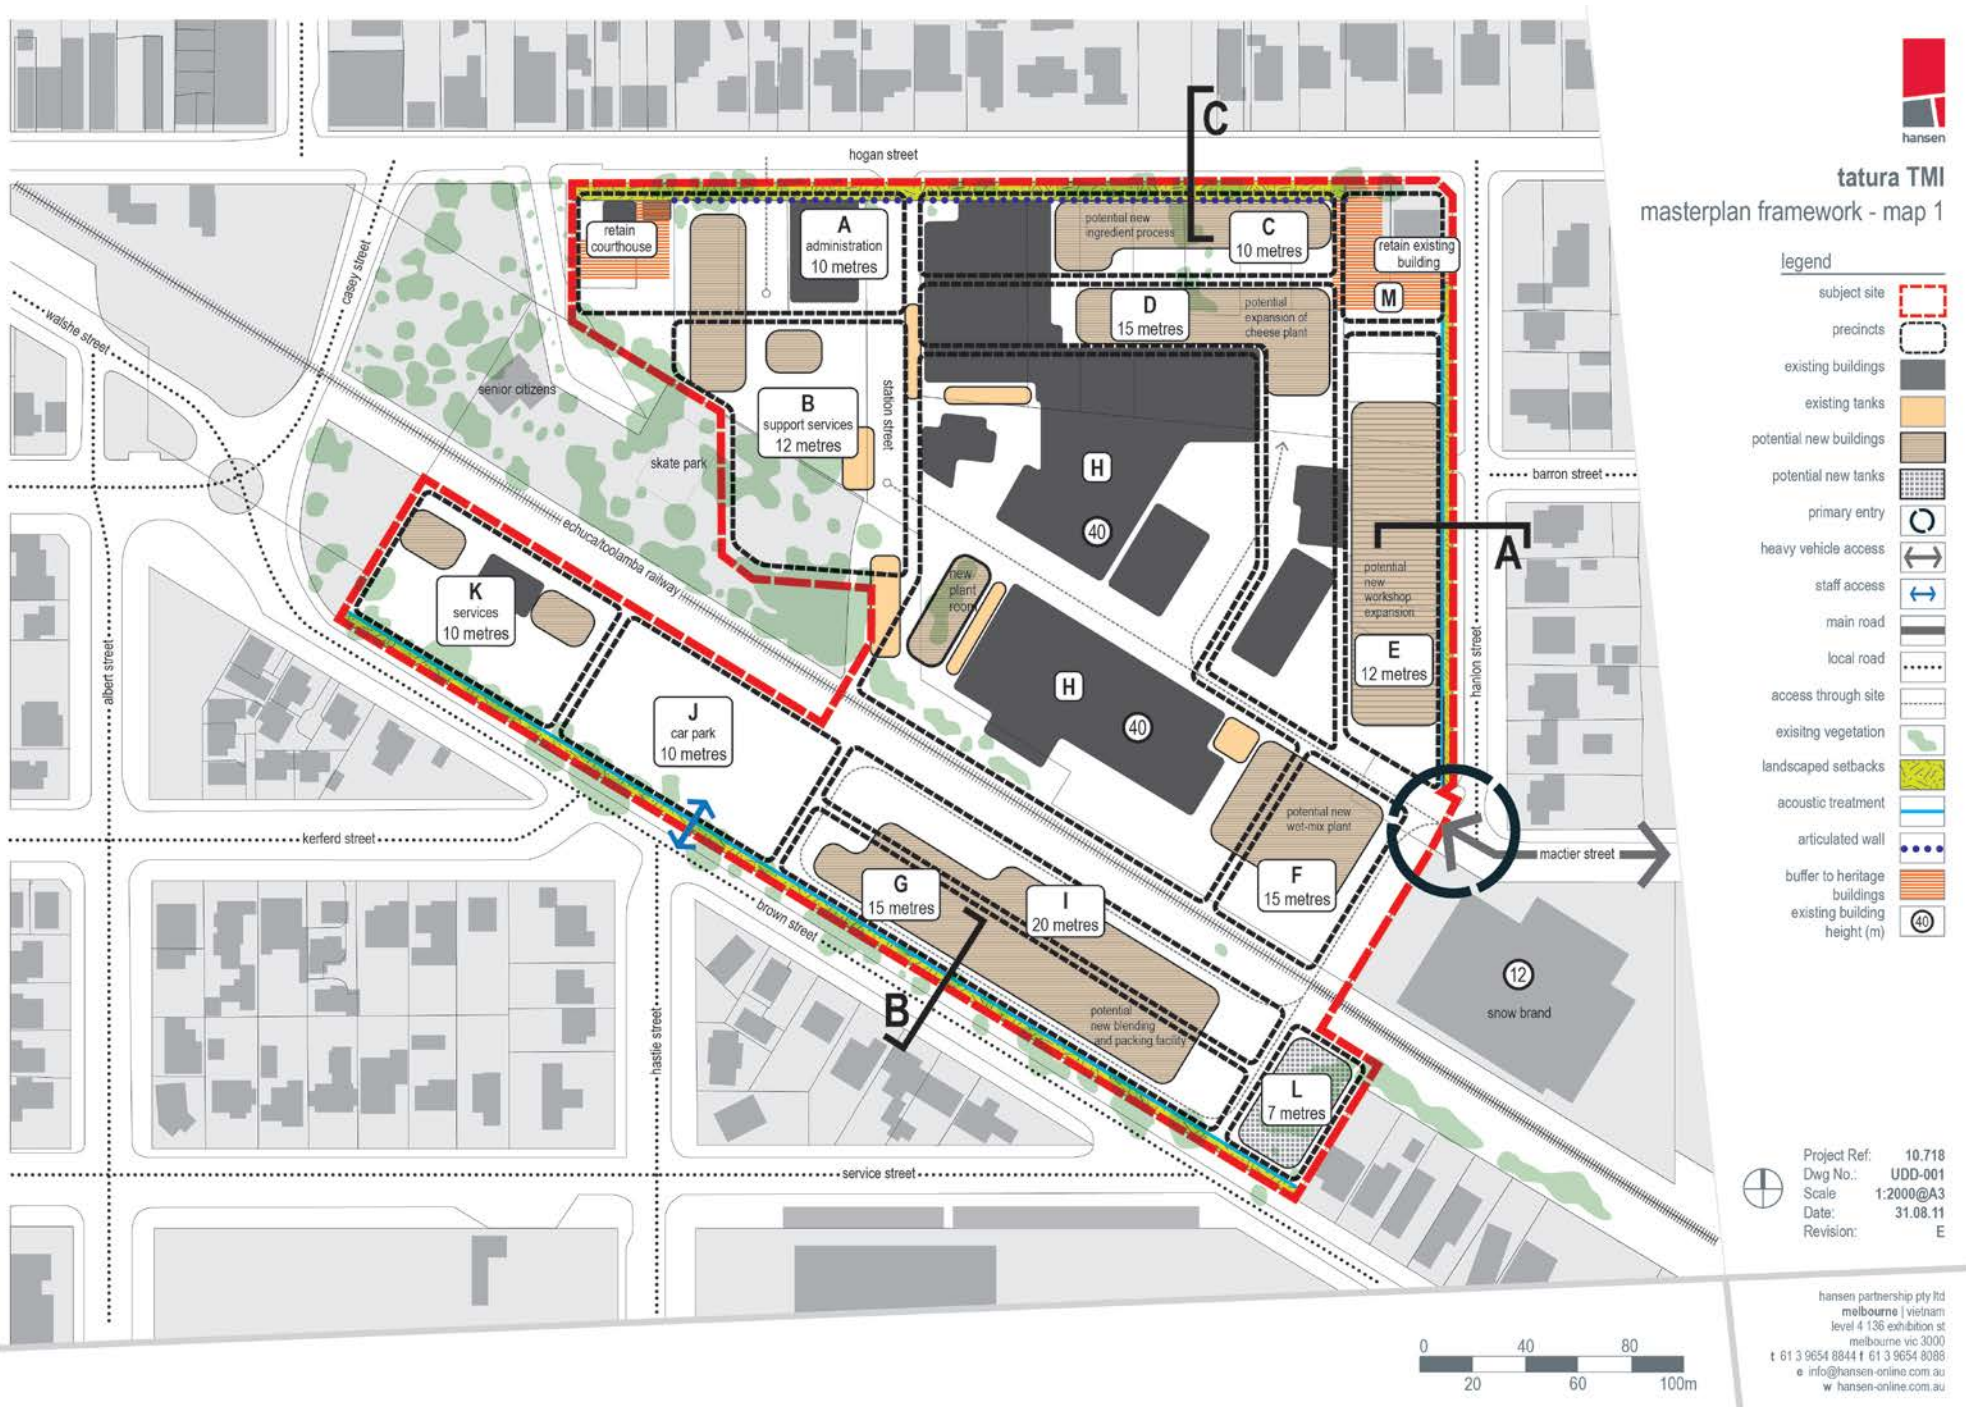 hansen
tatura TMI
masterplan framework - map 1
legend
subject site
precincts
existing buildings
existing tanks
potential new buildings
potential new tanks
primary entry
heavy vehicle access
staff access
main road
local road
access through site
exisitng vegetation
landscaped setbacks
acoustic treatment
articulated wall
buffer to heritage
buildings
existing building
height (m)
40
hogan street
C
retain
courthouse
A
administration
10 metres
potential new
ingredient process
C
10 metres
retain existing
building
M
D
15 metres
potential
expansion of
cheese plant
casey street
walshe street
senior citizens
skate park
B
support services
12 metres
station street
H
40
barron street
A
potential
new
workshop
expansion
E
12 metres
hanlon street
echuca/toolamba railway
new
plant
room
K
services
10 metres
albert street
J
car park
10 metres
H
40
potential new
wet-mix plant
F
15 metres
mactier street
kerferd street
G
15 metres
I
20 metres
brown street
B
potential
new blending
and packing facility
12
snow brand
hastie street
L
7 metres
service street
Project Ref: 10.718
Dwg No.: UDD-001
Scale 1:2000@A3
Date: 31.08.11
Revision: E
hansen partnership pty ltd
melbourne | vietnam
level 4 136 exhibition st
melbourne vic 3000
t 61 3 9654 8844 f 61 3 9654 8088
e info@hansen-online.com.au
w hansen-online.com.au
0 40 80
20 60 100m